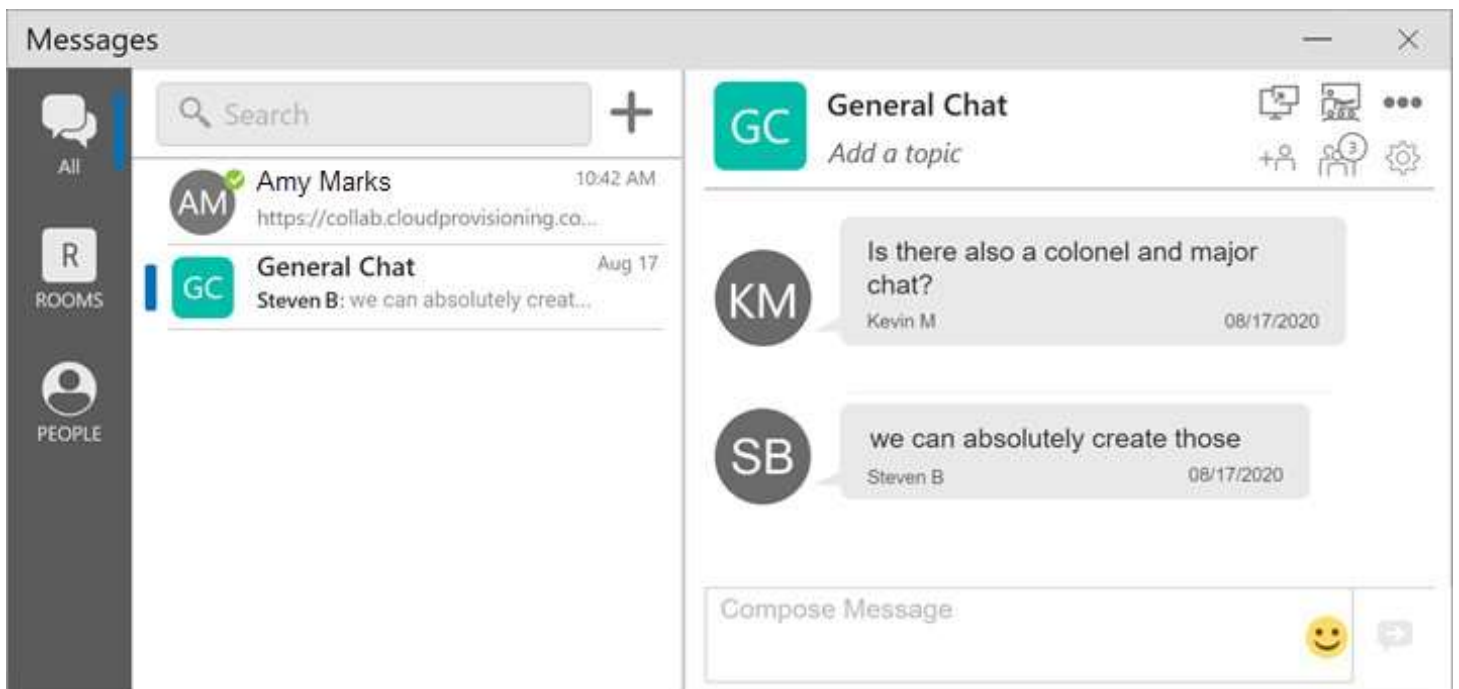 Messages
All
R
ROOMS
PEOPLE
Search
AM
Amy Marks
10:42 AM
https://collab.cloudprovisioning.co...
GC
General Chat
Aug 17
Steven B: we can absolutely creat...
GC
General Chat
Add a topic
3
KM
Is there also a colonel and major
chat?
Kevin M
08/17/2020
SB
we can absolutely create those
Steven B
08/17/2020
Compose Message